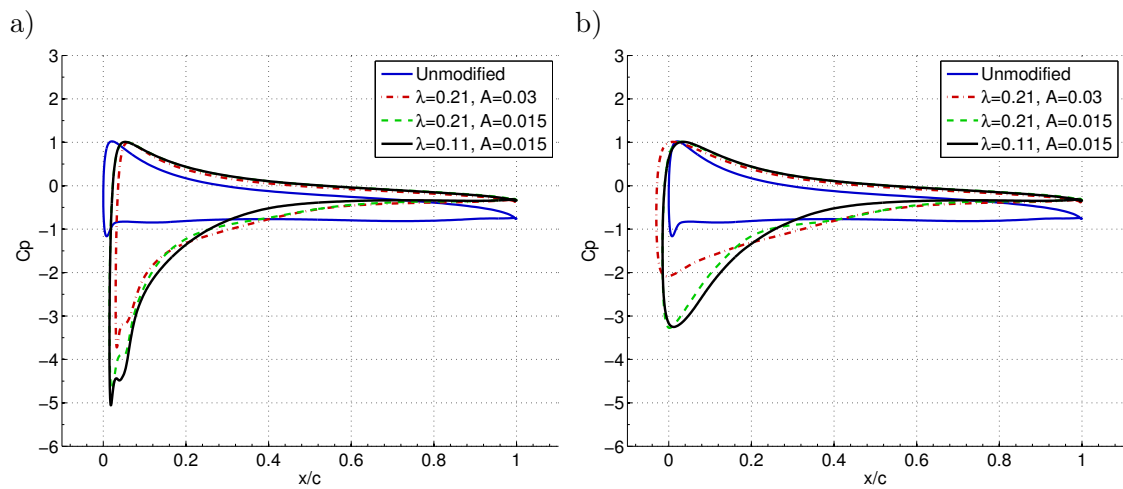 a)
3
2
1
0
−1
−2
−3
−4
−5
−6
Cp
0 0.2 0.4 0.6 0.8 1
x/c
Unmodified
λ=0.21, A=0.03
λ=0.21, A=0.015
λ=0.11, A=0.015
b)
3
2
1
0
−1
−2
−3
−4
−5
−6
Cp
0 0.2 0.4 0.6 0.8 1
x/c
Unmodified
λ=0.21, A=0.03
λ=0.21, A=0.015
λ=0.11, A=0.015